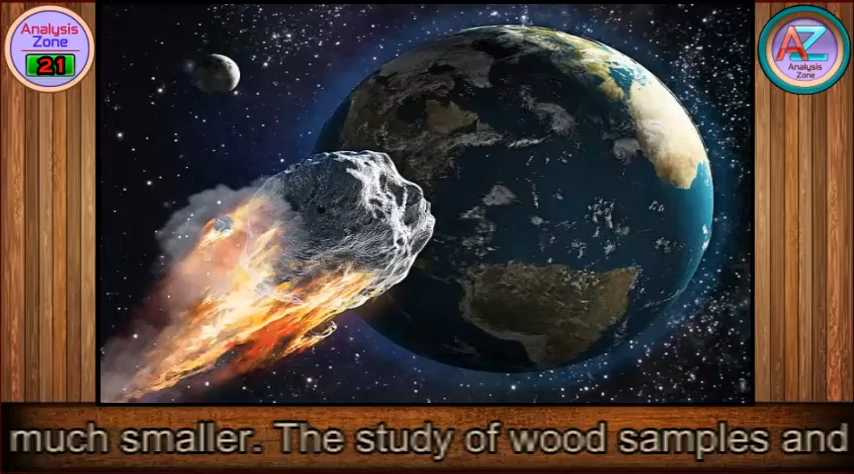 Analysis
Zone
21
AZ
Analysis
Zone
much smaller. The study of wood samples and